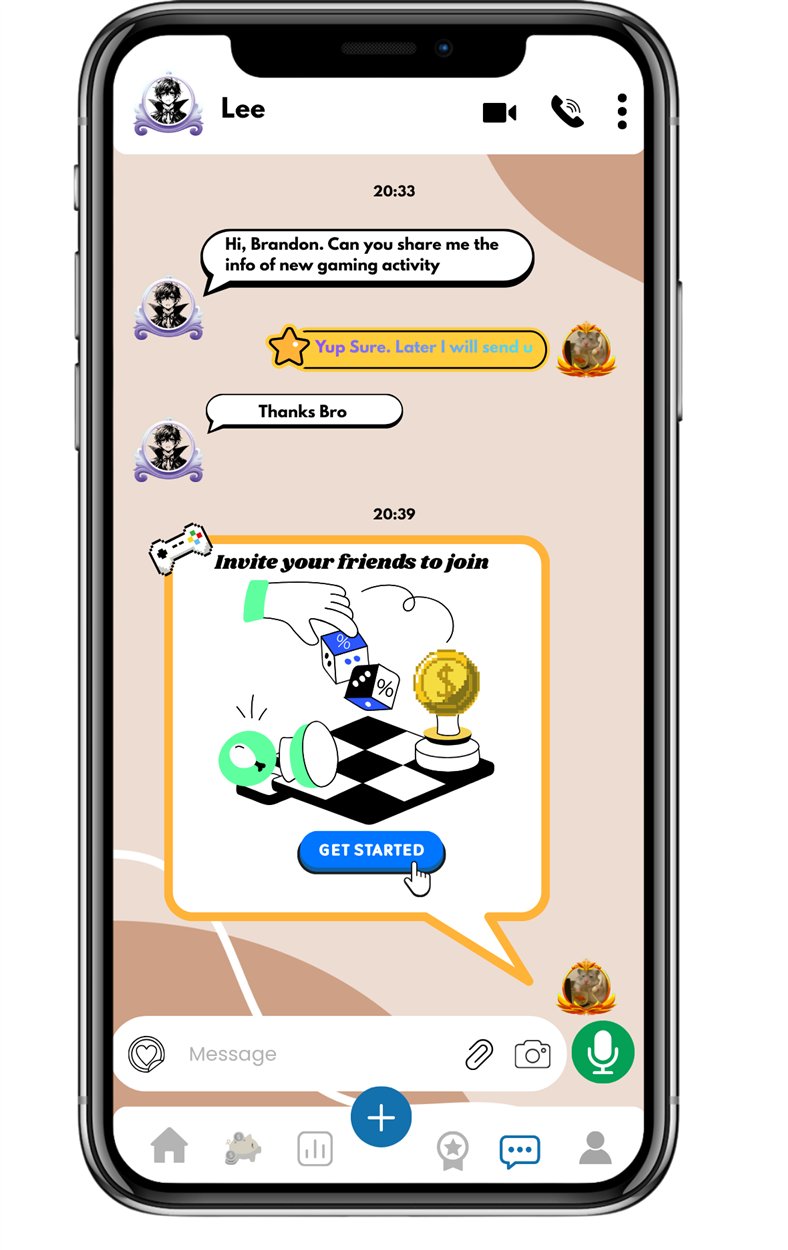 Lee
20:33
Hi, Brandon. Can you share me the
info of new gaming activity
Yup Sure. Later I will send u
Thanks Bro
20:39
Invite your friends to join
%
%
$
GET STARTED
Message